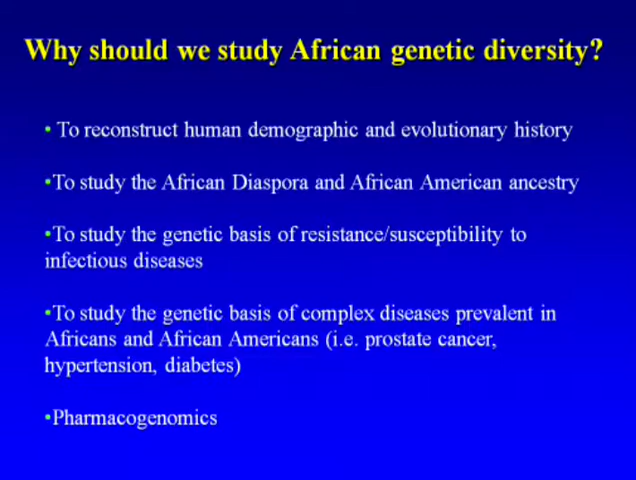 Why should we study African genetic diversity?
• To reconstruct human demographic and evolutionary history
•To study the African Diaspora and African American ancestry
•To study the genetic basis of resistance/susceptibility to
infectious diseases
•To study the genetic basis of complex diseases prevalent in
Africans and African Americans (i.e. prostate cancer,
hypertension, diabetes)
•Pharmacogenomics